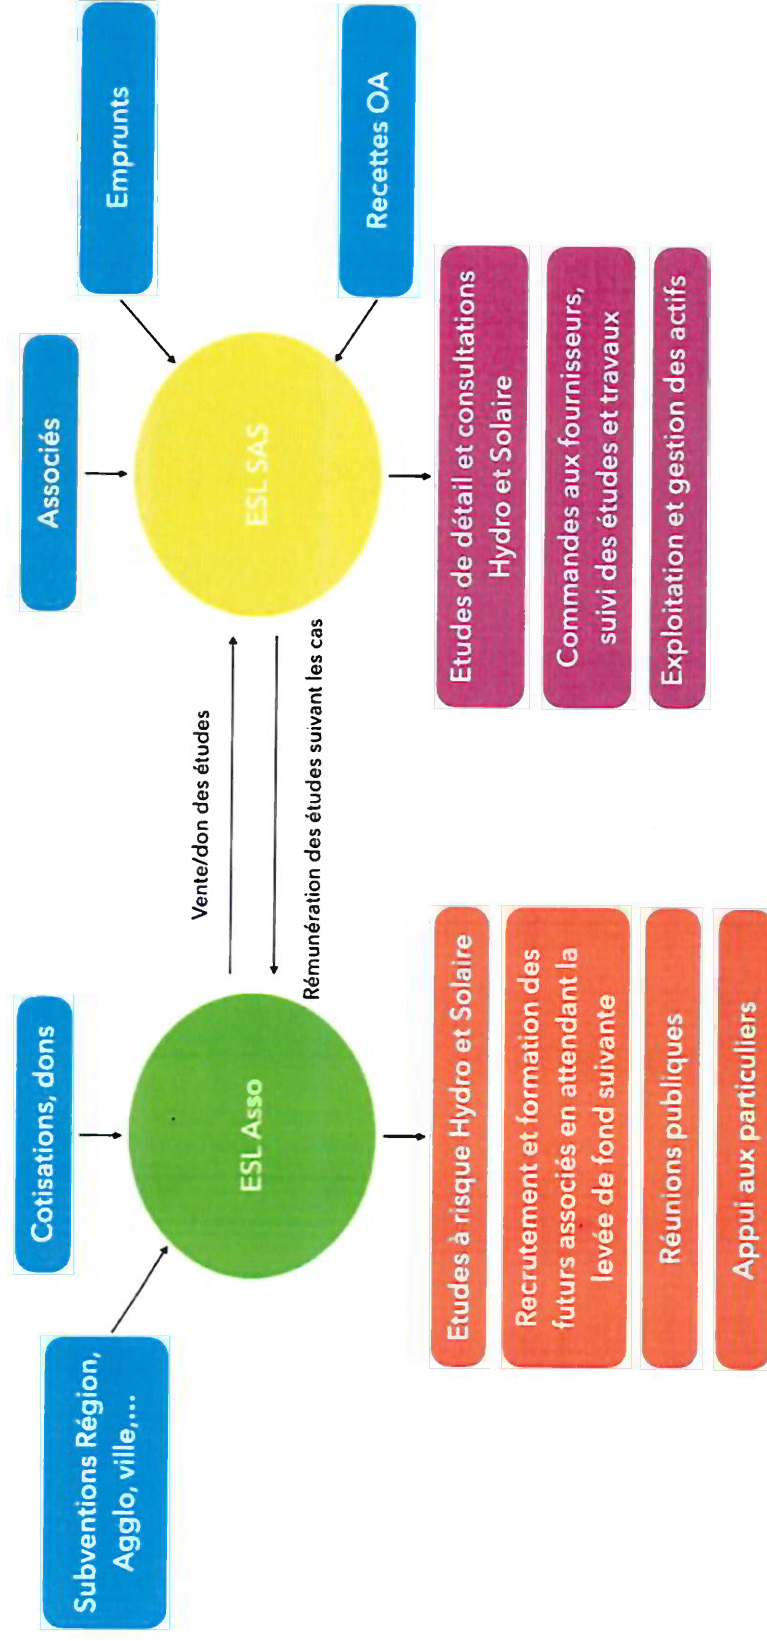 Subventions Région,
Agglo, ville,...
Cotisations, dons
Associés
Emprunts
Recettes OA
ESL Asso
Vente/don des études
Rémunération des études suivant les cas
ESL SAS
Etudes à risque Hydro et Solaire
Recrutement et formation des
futurs associés en attendant la
levée de fond suivante
Réunions publiques
Appui aux particuliers
Etudes de détail et consultations
Hydro et Solaire
Commandes aux fournisseurs,
suivi des études et travaux
Exploitation et gestion des actifs